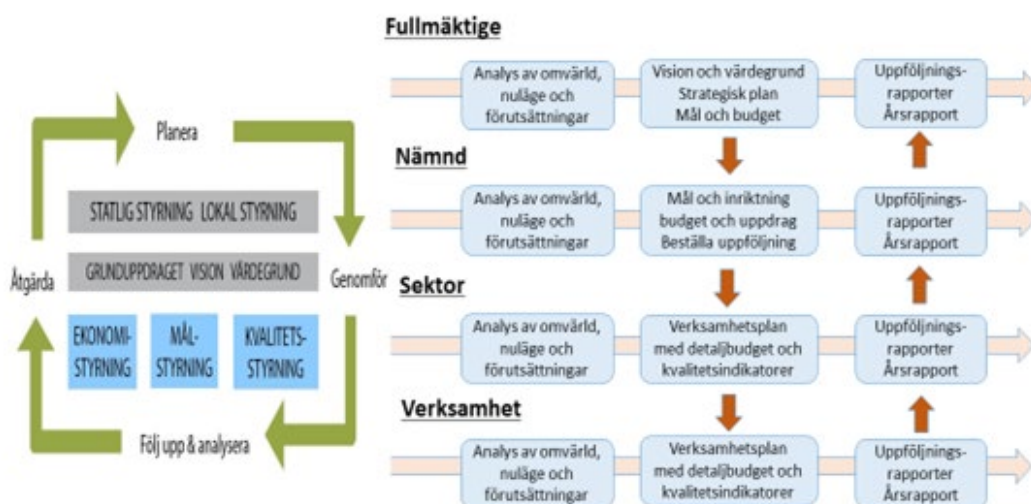 Planera
STATLIG STYRNING LOKAL STYRNING
GRUNDUPPDRAGET VISION VÄRDEGRUND
Åtgärda
Genomför
EKONOMI-
STYRNING
MÅL-
STYRNING
KVALITETS-
STYRNING
Följ upp & analysera
Fullmäktige
Analys av omvärld,
nuläge och
förutsättningar
Vision och värdegrund
Strategisk plan
Mål och budget
Uppföljnings-
rapporter
Årsrapport
Nämnd
Analys av omvärld,
nuläge och
förutsättningar
Mål och inriktning
budget och uppdrag
Beställa uppföljning
Uppföljnings-
rapporter
Årsrapport
Sektor
Analys av omvärld,
nuläge och
förutsättningar
Verksamhetsplan
med detaljbudget och
kvalitetsindikatorer
Uppföljnings-
rapporter
Årsrapport
Verksamhet
Analys av omvärld,
nuläge och
förutsättningar
Verksamhetsplan
med detaljbudget och
kvalitetsindikatorer
Uppföljnings-
rapporter
Årsrapport